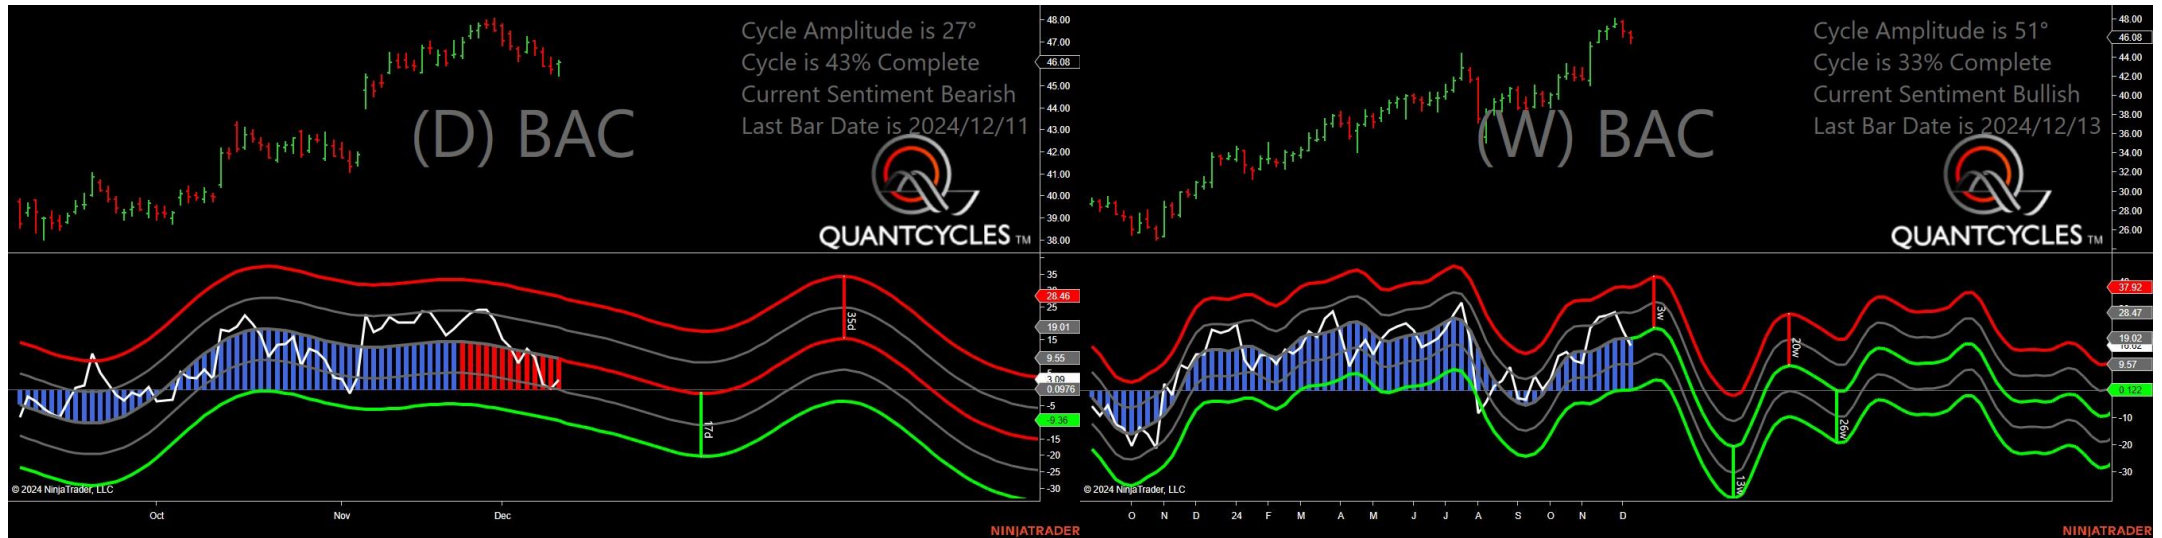 Cycle Amplitude is 27°
Cycle is 43% Complete
Current Sentiment Bearish
Last Bar Date is 2024/12/11
(D) BAC
QUANTCYCLES TM
48.00
47.00
46.08
45.00
44.00
43.00
42.00
41.00
40.00
39.00
38.00
35
28.46
25
19.01
15
9.55
3.09
0.0976
-5
-9.36
-15
-20
-25
-30
35d
17d
© 2024 NinjaTrader, LLC
Oct
Nov
Dec
NINJATRADER
Cycle Amplitude is 51°
Cycle is 33% Complete
Current Sentiment Bullish
Last Bar Date is 2024/12/13
(W) BAC
QUANTCYCLES TM
48.00
46.08
44.00
42.00
40.00
38.00
36.00
34.00
32.00
30.00
28.00
26.00
37.92
28.47
19.02
9.57
0.122
-10
-20
-30
3w
20w
26w
13w
© 2024 NinjaTrader, LLC
O N D 24 F M A M J J A S O N D
NINJATRADER